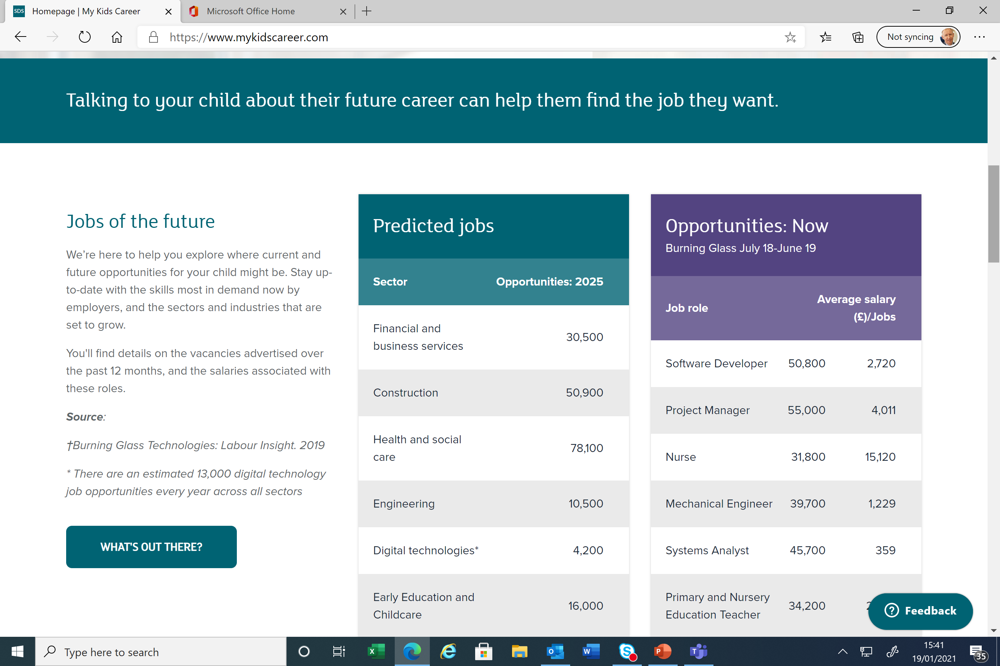 SDS Homepage | My Kids Career
Microsoft Office Home
https://www.mykidscareer.com
Not syncing
Talking to your child about their future career can help them find the job they want.
Jobs of the future
We’re here to help you explore where current and
future opportunities for your child might be. Stay up-
to-date with the skills most in demand now by
employers, and the sectors and industries that are
set to grow.
You'll find details on the vacancies advertised over
the past 12 months, and the salaries associated with
these roles.
Source:
†Burning Glass Technologies: Labour Insight. 2019
* There are an estimated 13,000 digital technology
job opportunities every year across all sectors
WHAT'S OUT THERE?
Predicted jobs
Sector Opportunities: 2025
Financial and
business services 30,500
Construction 50,900
Health and social
care 78,100
Engineering 10,500
Digital technologies* 4,200
Early Education and
Childcare 16,000
Opportunities: Now
Burning Glass July 18-June 19
Job role Average salary
(£)/Jobs
Software Developer 50,800 2,720
Project Manager 55,000 4,011
Nurse 31,800 15,120
Mechanical Engineer 39,700 1,229
Systems Analyst 45,700 359
Primary and Nursery
Education Teacher 34,200
? Feedback
Type here to search
X
O
W
S
P
T
15:41
19/01/2021
35